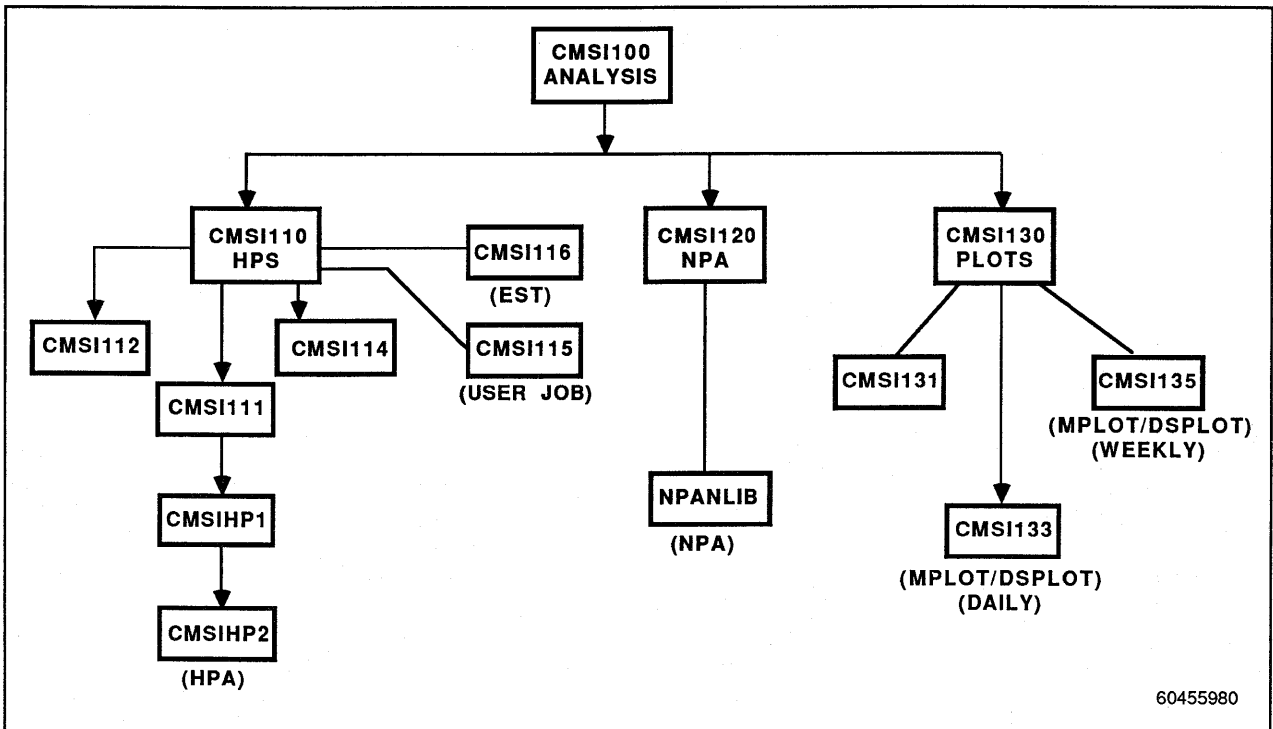 CMSI100
ANALYSIS
CMSI110
HPS
CMSI116
(EST)
CMSI120
NPA
CMSI130
PLOTS
CMSI112
CMSI114
CMSI115
(USER JOB)
CMSI131
CMSI135
(MPLOT/DSPLOT)
(WEEKLY)
CMSI111
CMSIHP1
NPANLIB
(NPA)
CMSI133
(MPLOT/DSPLOT)
(DAILY)
CMSIHP2
(HPA)
60455980